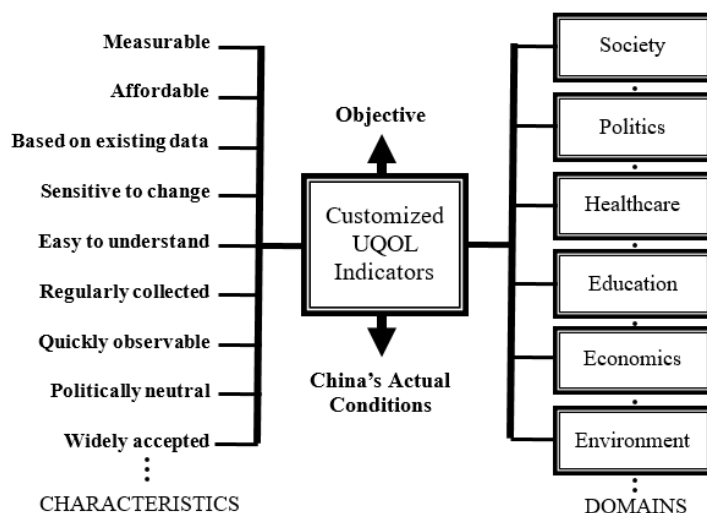 Measurable
Affordable
Based on existing data
Sensitive to change
Easy to understand
Regularly collected
Quickly observable
Politically neutral
Widely accepted
CHARACTERISTICS
Objective
Customized
UQOL
Indicators
China's Actual
Conditions
Society
Politics
Healthcare
Education
Economics
Environment
DOMAINS